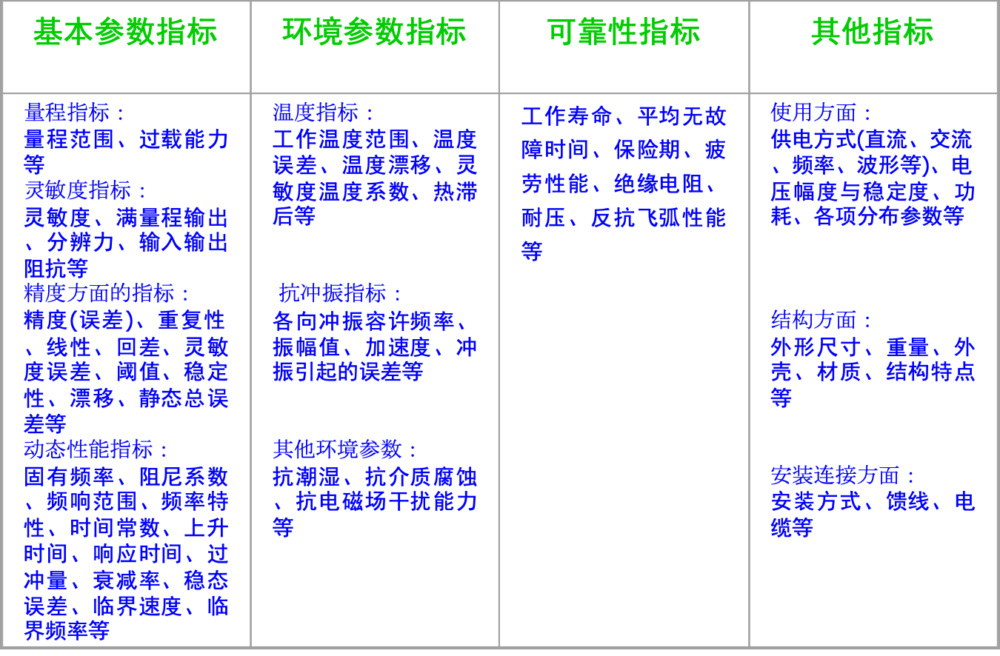 基本参数指标
环境参数指标
可靠性指标
其他指标
量程指标：
量程范围、过载能力
等
灵敏度指标：
灵敏度、满量程输出
、分辨力、输入输出
阻抗等
精度方面的指标：
精度(误差)、重复性
、线性、回差、灵敏
度误差、阈值、稳定
性、漂移、静态总误
差等
动态性能指标：
固有频率、阻尼系数
、频响范围、频率特
性、时间常数、上升
时间、响应时间、过
冲量、衰减率、稳态
误差、临界速度、临
界频率等
温度指标：
工作温度范围、温度
误差、温度漂移、灵
敏度温度系数、热滞
后等
抗冲振指标：
各向冲振容许频率、
振幅值、加速度、冲
振引起的误差等
其他环境参数：
抗潮湿、抗介质腐蚀
、抗电磁场干扰能力
等
工作寿命、平均无故
障时间、保险期、疲
劳性能、绝缘电阻、
耐压、反抗飞弧性能
等
使用方面：
供电方式(直流、交流
、频率、波形等)、电
压幅度与稳定度、功
耗、各项分布参数等
结构方面：
外形尺寸、重量、外
壳、材质、结构特点
等
安装连接方面：
安装方式、馈线、电
缆等